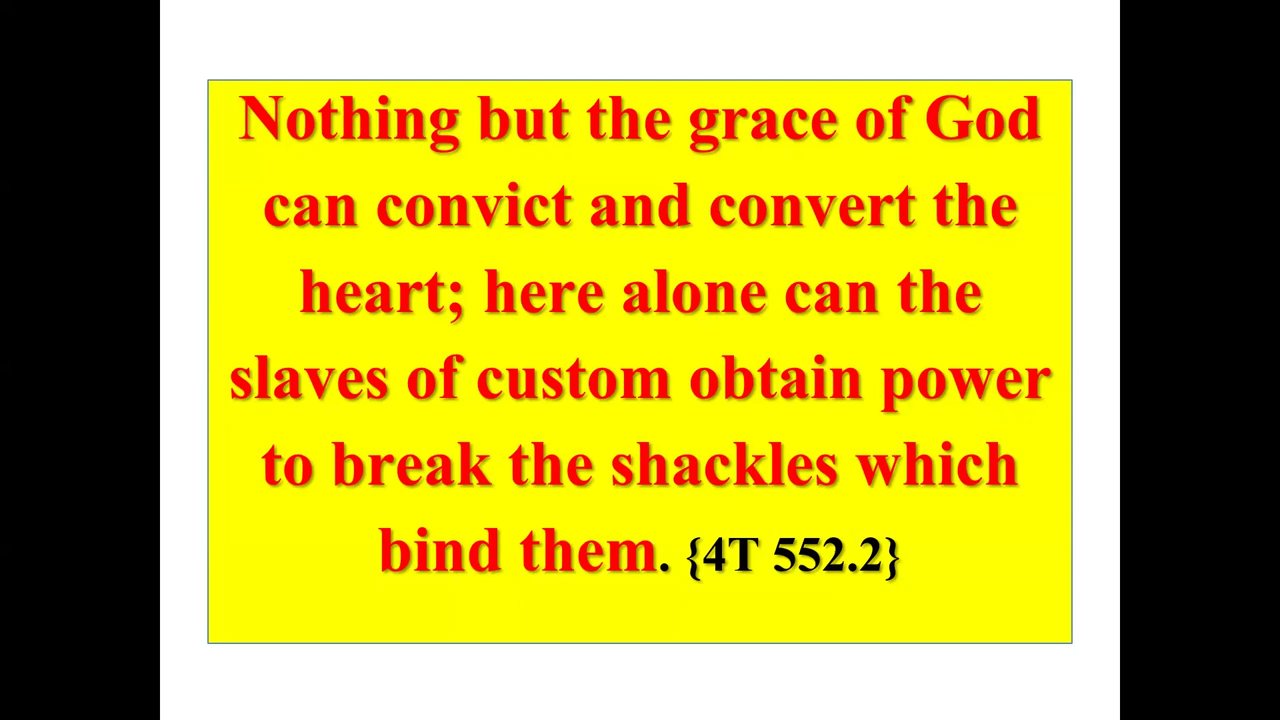 Nothing but the grace of God
can convict and convert the
heart; here alone can the
slaves of custom obtain power
to break the shackles which
bind them. {4T 552.2}